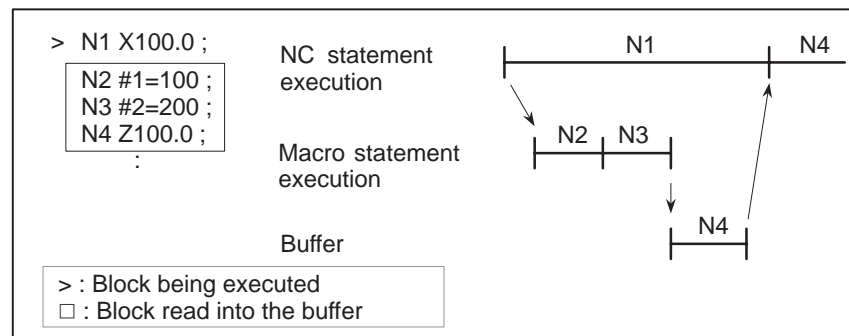 > N1 X100.0 ;
N2 #1=100 ;
N3 #2=200 ;
N4 Z100.0 ;
:
NC statement
execution
N1
N4
Macro statement
execution
N2
N3
Buffer
N4
> : Block being executed
□ : Block read into the buffer